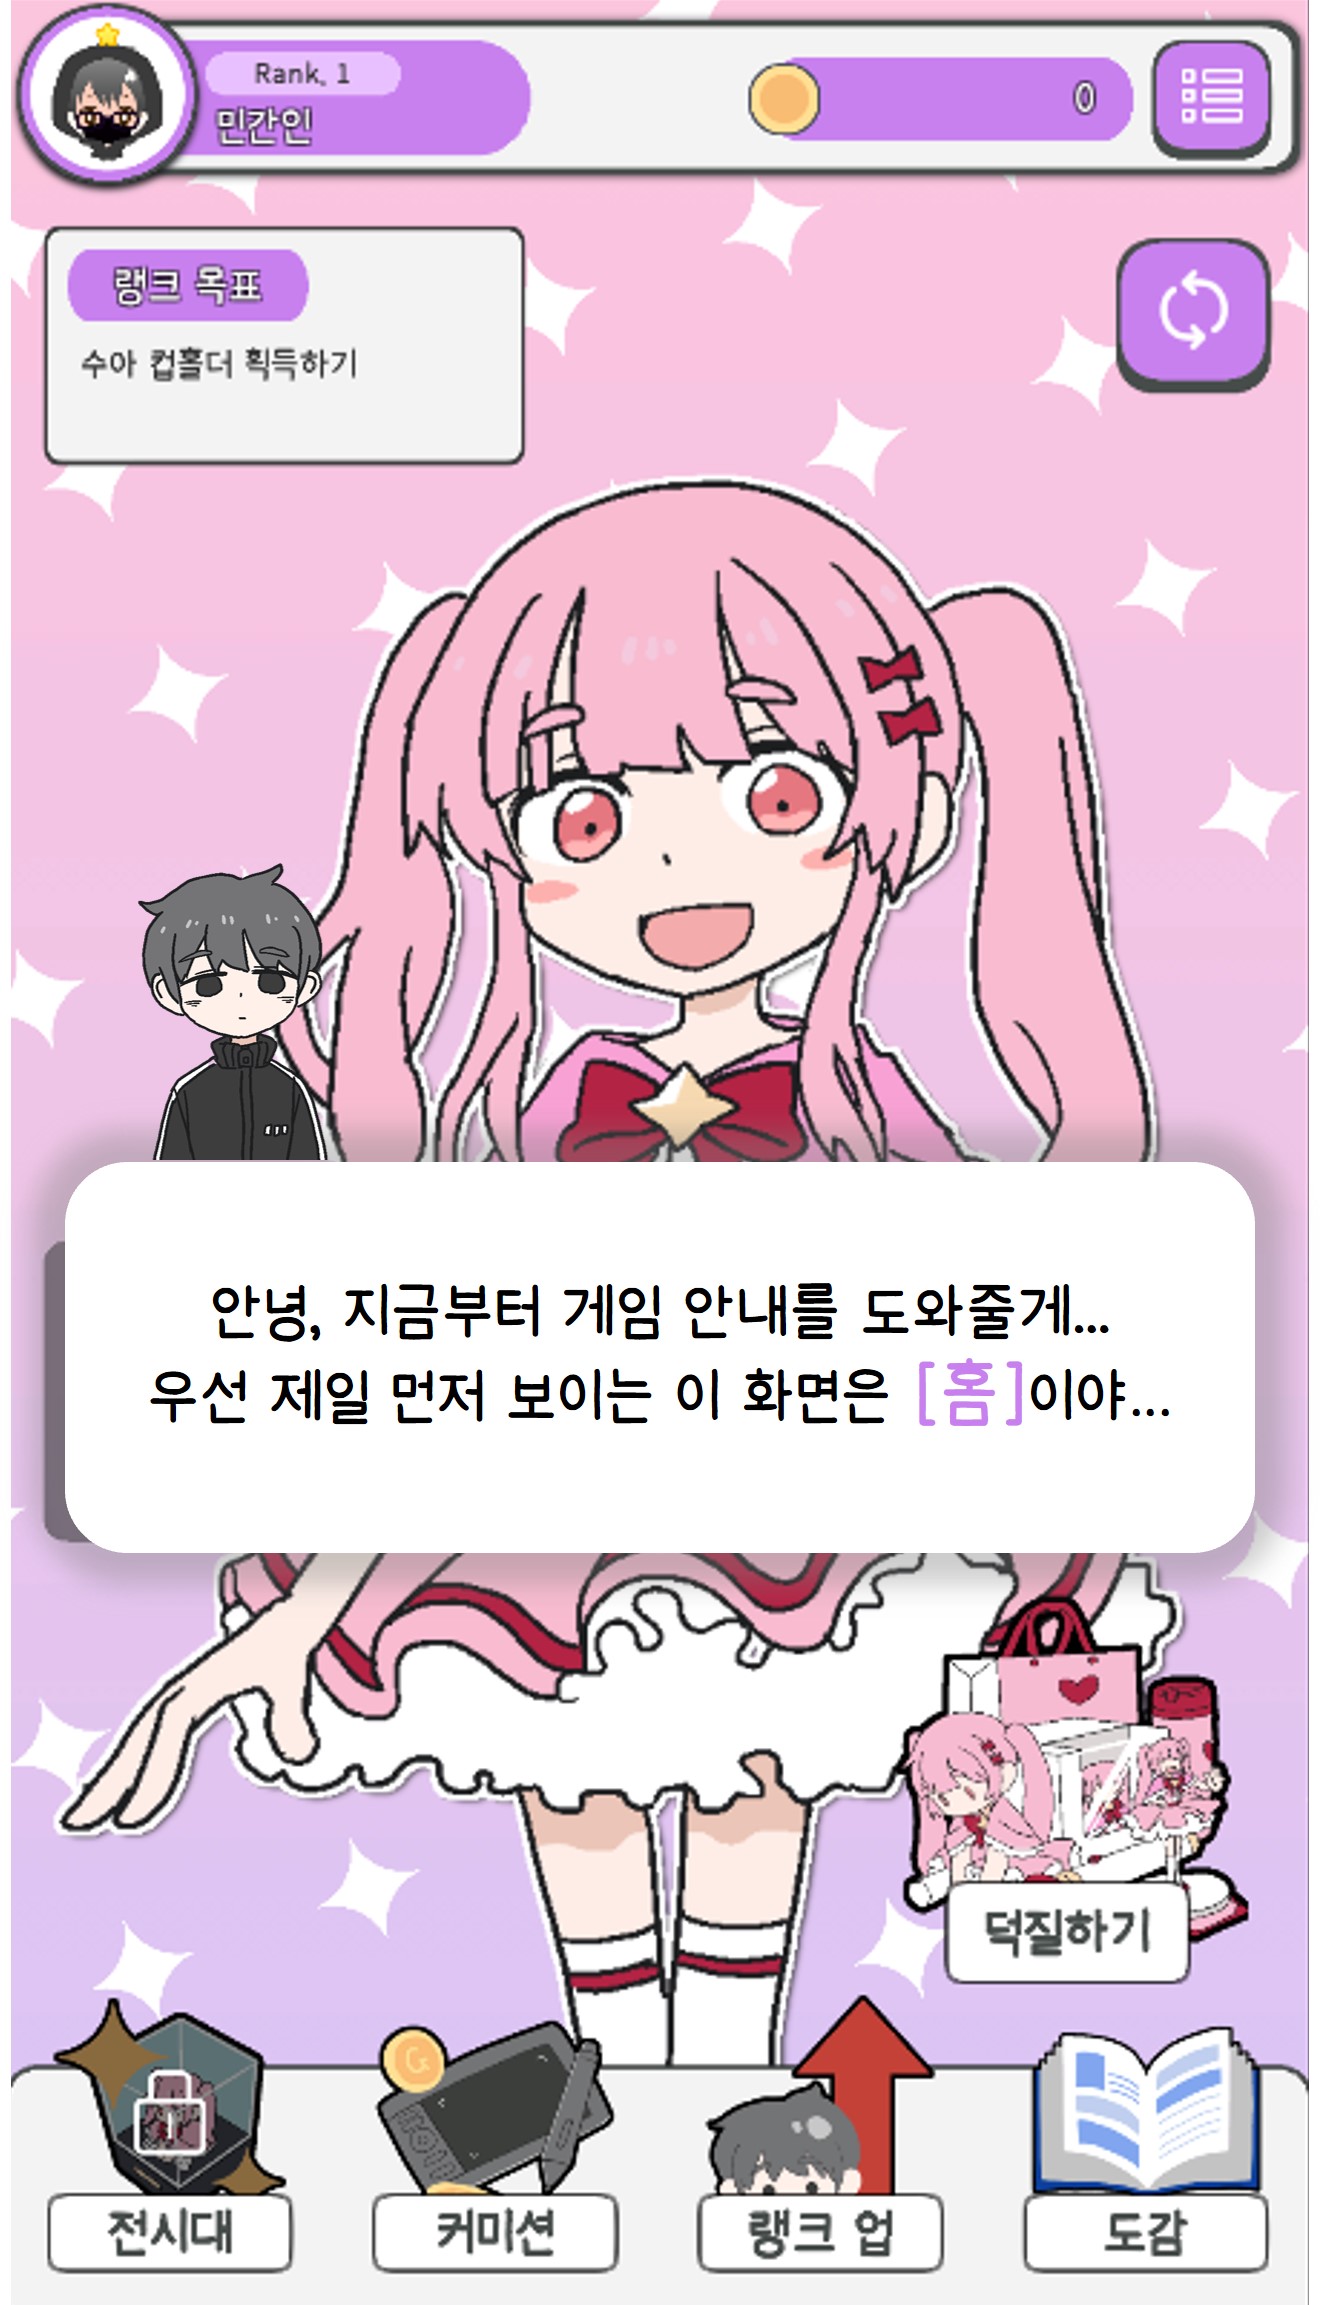 Rank. 1
민간인
0
랭크 목표
수아 컵홀더 획득하기
안녕, 지금부터 게임 안내를 도와줄게...
우선 제일 먼저 보이는 이 화면은 [홈]이야...
덕질하기
G
전시대
커미션
랭크 업
도감